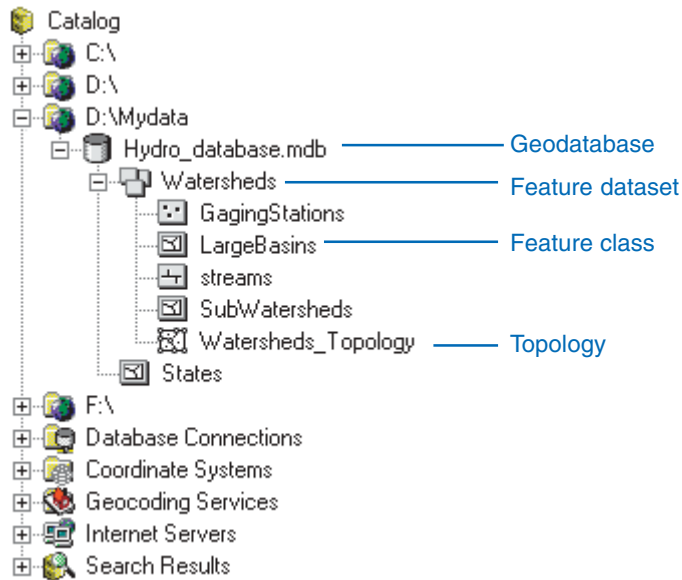 Catalog
C:\
D:\
D:\Mydata
Hydro_database.mdb Geodatabase
Watersheds Feature dataset
GagingStations
LargeBasins Feature class
streams
SubWatersheds
Watersheds_Topology Topology
States
F:\
Database Connections
Coordinate Systems
Geocoding Services
Internet Servers
Search Results